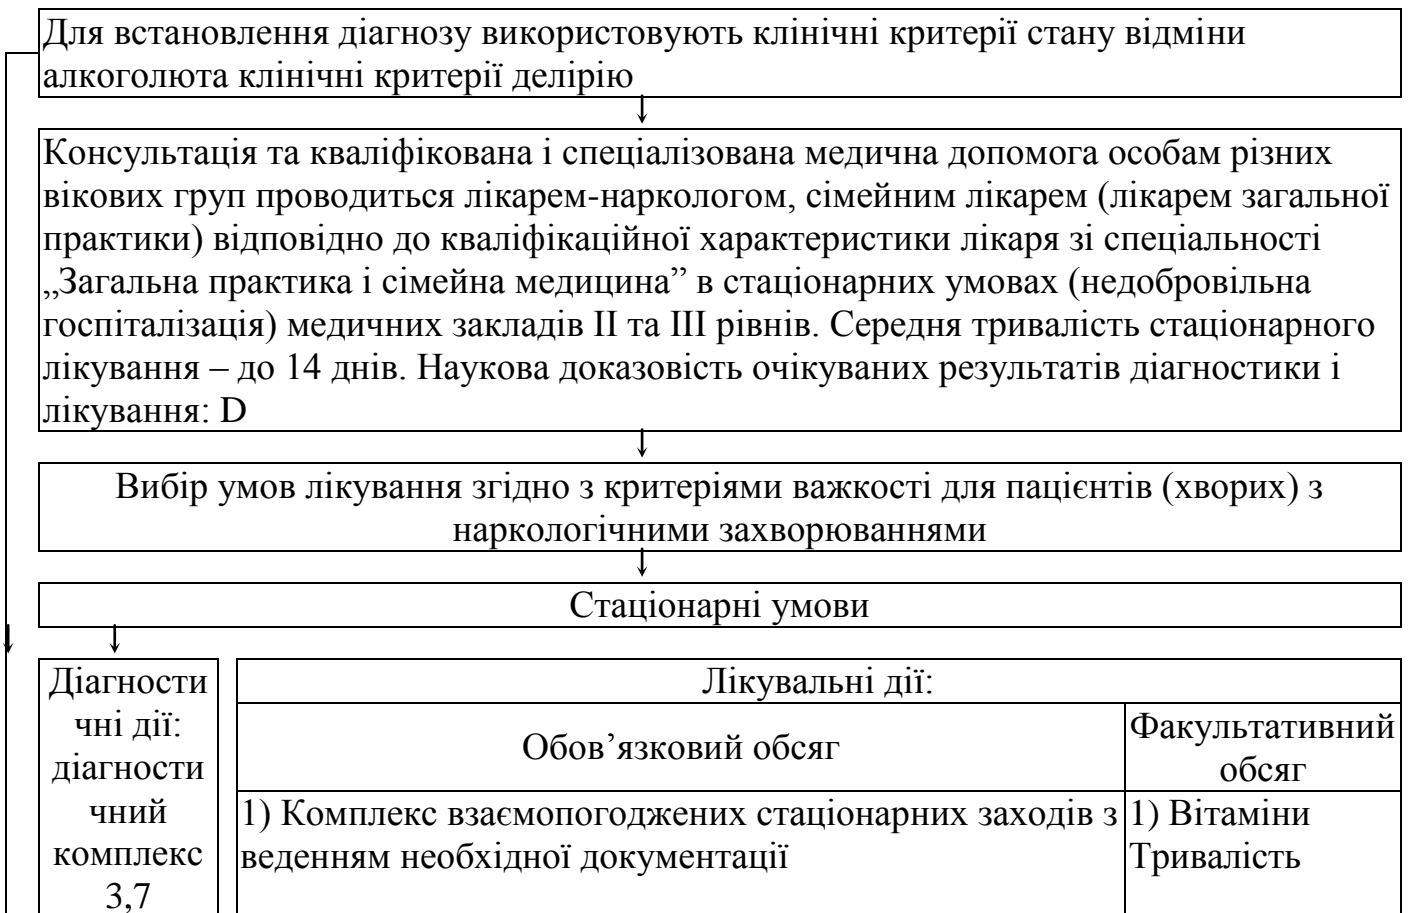 Для встановлення діагнозу використовують клінічні критерії стану відміни
алкоголюта клінічні критерії делірію
Консультація та кваліфікована і спеціалізована медична допомога особам різних
вікових груп проводиться лікарем-наркологом, сімейним лікарем (лікарем загальної
практики) відповідно до кваліфікаційної характеристики лікаря зі спеціальності
„Загальна практика і сімейна медицина” в стаціонарних умовах (недобровільна
госпіталізація) медичних закладів ІІ та ІІІ рівнів. Середня тривалість стаціонарного
лікування – до 14 днів. Наукова доказовість очікуваних результатів діагностики і
лікування: D
Вибір умов лікування згідно з критеріями важкості для пацієнтів (хворих) з
наркологічними захворюваннями
Стаціонарні умови
Діагности
чні дії:
діагности
чний
комплекс
3,7
Лікувальні дії:
Обов’язковий обсяг
Факультативний
обсяг
1) Комплекс взаємопогоджених стаціонарних заходів з
веденням необхідної документації
1) Вітаміни
Тривалість